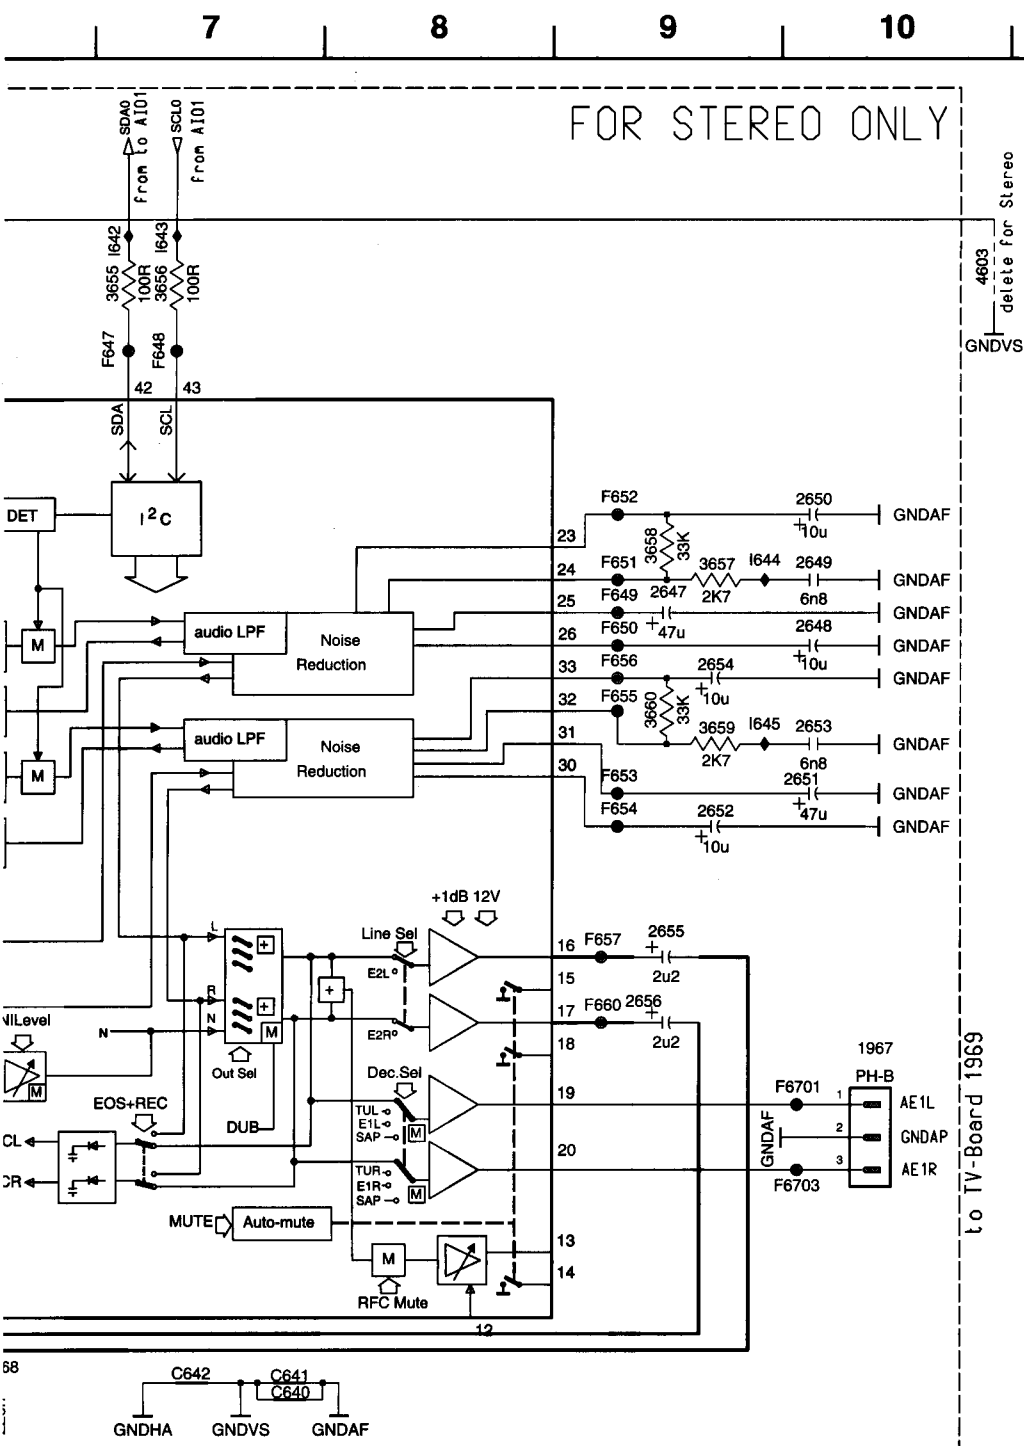 7 8 9 10
FOR STEREO ONLY
SDA0
from to AIO1
SCL0
from AIO1
delete for Stereo
4603
GNDVS
I642
I643
3655
100R
3656
100R
F647
F648
42 43
SDA
SCL
DET
I²C
F652
2650
+10u
GNDAF
23
3658
33K
24
F651
3657
2K7
I644
2649
6n8
GNDAF
25
F649
2647
+
47u
GNDAF
26
F650
2648
+10u
GNDAF
M
audio LPF
Noise
Reduction
33
F656
2654
+10u
GNDAF
32
F655
3660
33K
31
3659
2K7
I645
2653
6n8
GNDAF
M
audio LPF
Noise
Reduction
30
F653
2651
+47u
GNDAF
F654
2652
+10u
GNDAF
+1dB 12V
L
+
Line Sel
E2L
16
F657
2655
+
2u2
15
R
+
+
17
F660
2656
+
2u2
N
N
M
E2R
18
Out Sel
M
EOS+REC
DUB
Dec.Sel
TUL
E1L
SAP
M
19
F6701
1967
PH-B
1
AE1L
GNDAF
2
GNDAP
3
AE1R
F6703
20
TUR
E1R
SAP
M
to TV-Board 1969
MUTE
Auto-mute
13
M
14
RFC Mute
12
68
C642
C641
C640
GNDHA
GNDVS
GNDAF